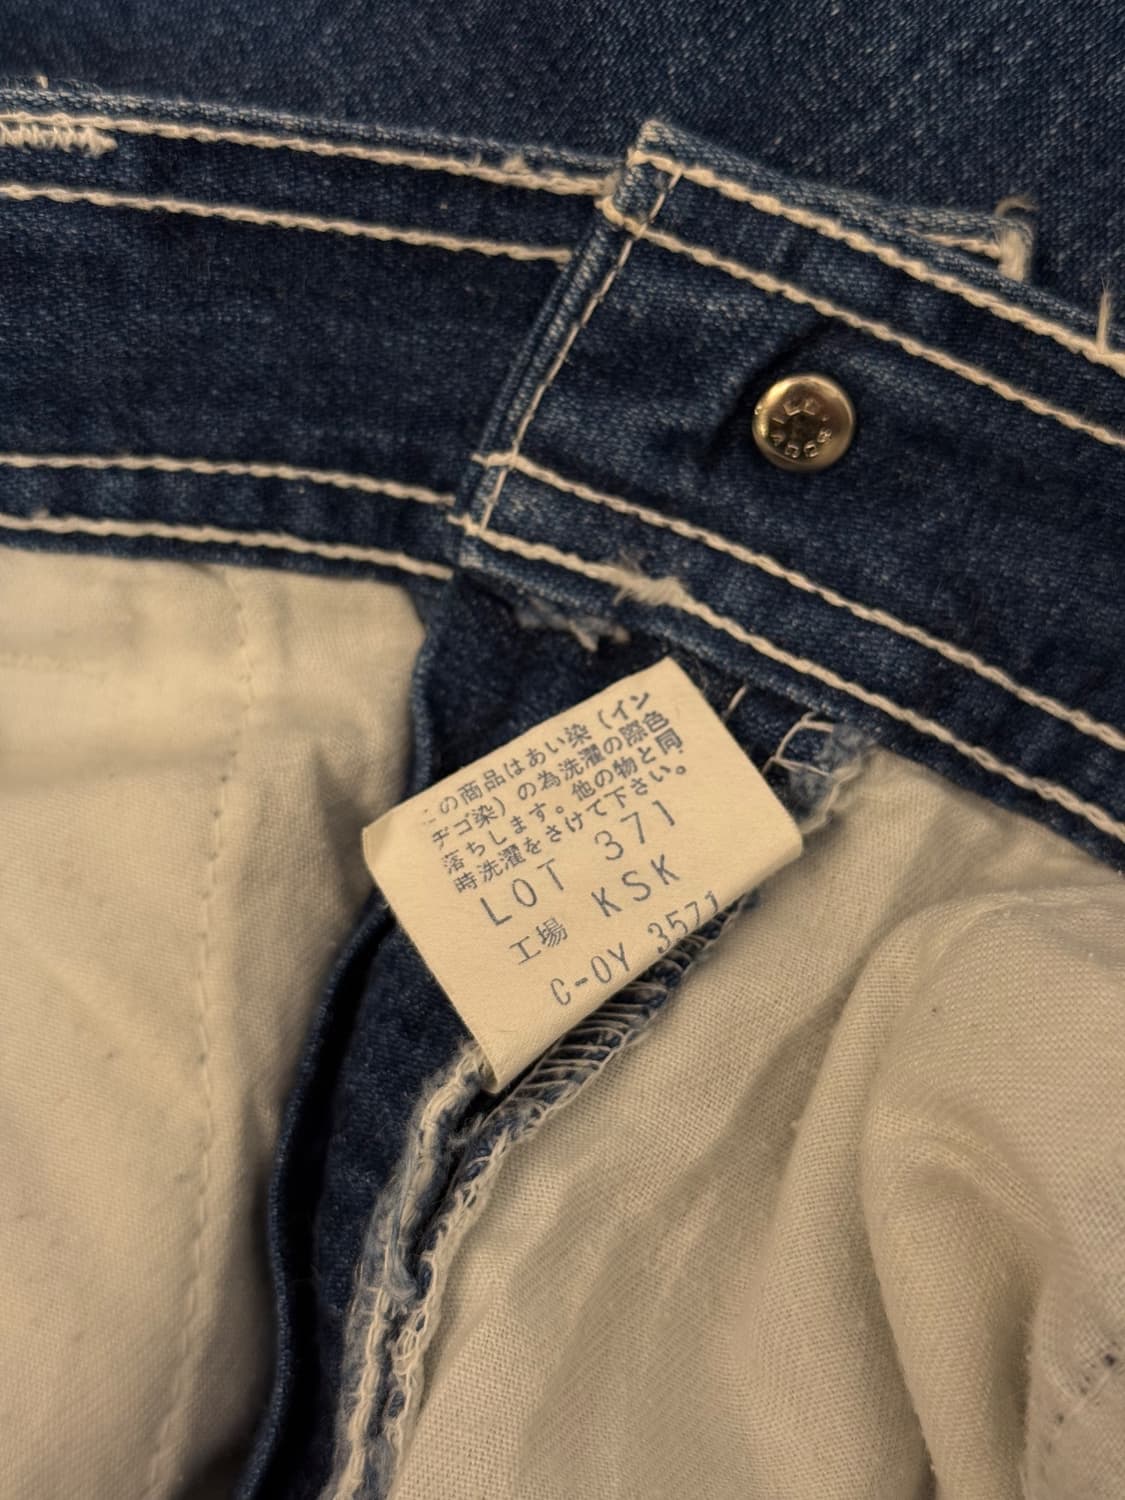 この商品はあい染(イン
ヂゴ染)の為洗濯の際色
落ちします。他の物と同
時洗濯をさけて下さい。
LOT 371
工場 KSK
C-OY 3571